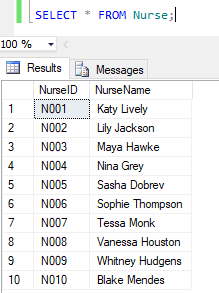 SELECT * FROM Nurse;
100 %
Results Messages
NurseID NurseName
1 N001 Katy Lively
2 N002 Lily Jackson
3 N003 Maya Hawke
4 N004 Nina Grey
5 N005 Sasha Dobrev
6 N006 Sophie Thompson
7 N007 Tessa Monk
8 N008 Vanessa Houston
9 N009 Whitney Hudgens
10 N010 Blake Mendes